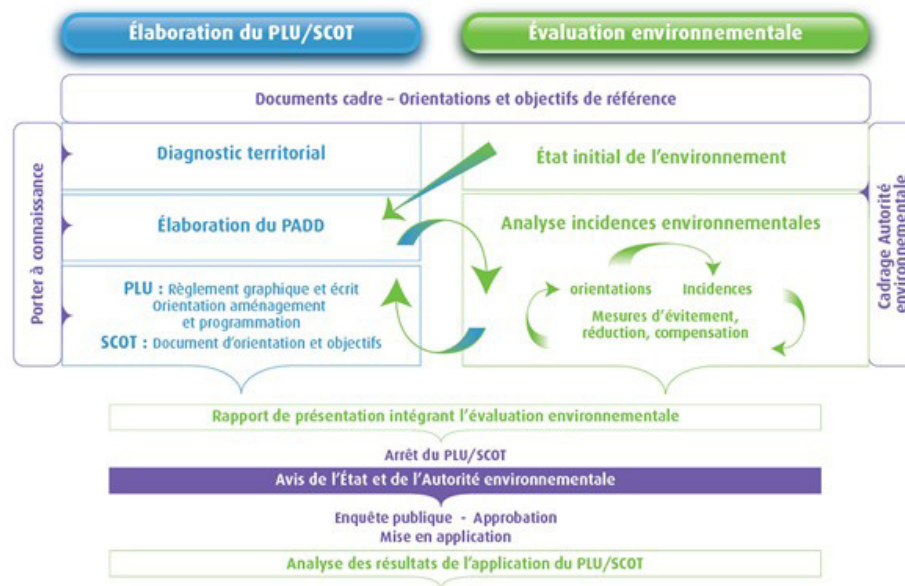 Élaboration du PLU/SCOT
Évaluation environnementale
Documents cadre – Orientations et objectifs de référence
Porter à connaissance
Diagnostic territorial
État initial de l'environnement
Cadrage Autorité
environnementale
Élaboration du PADD
Analyse incidences environnementales
PLU : Règlement graphique et écrit
Orientation aménagement
et programmation
SCOT : Document d'orientation et objectifs
orientations
Incidences
Mesures d'évitement,
réduction, compensation
Rapport de présentation intégrant l'évaluation environnementale
Arrêt du PLU/SCOT
Avis de l'État et de l'Autorité environnementale
Enquête publique - Approbation
Mise en application
Analyse des résultats de l'application du PLU/SCOT